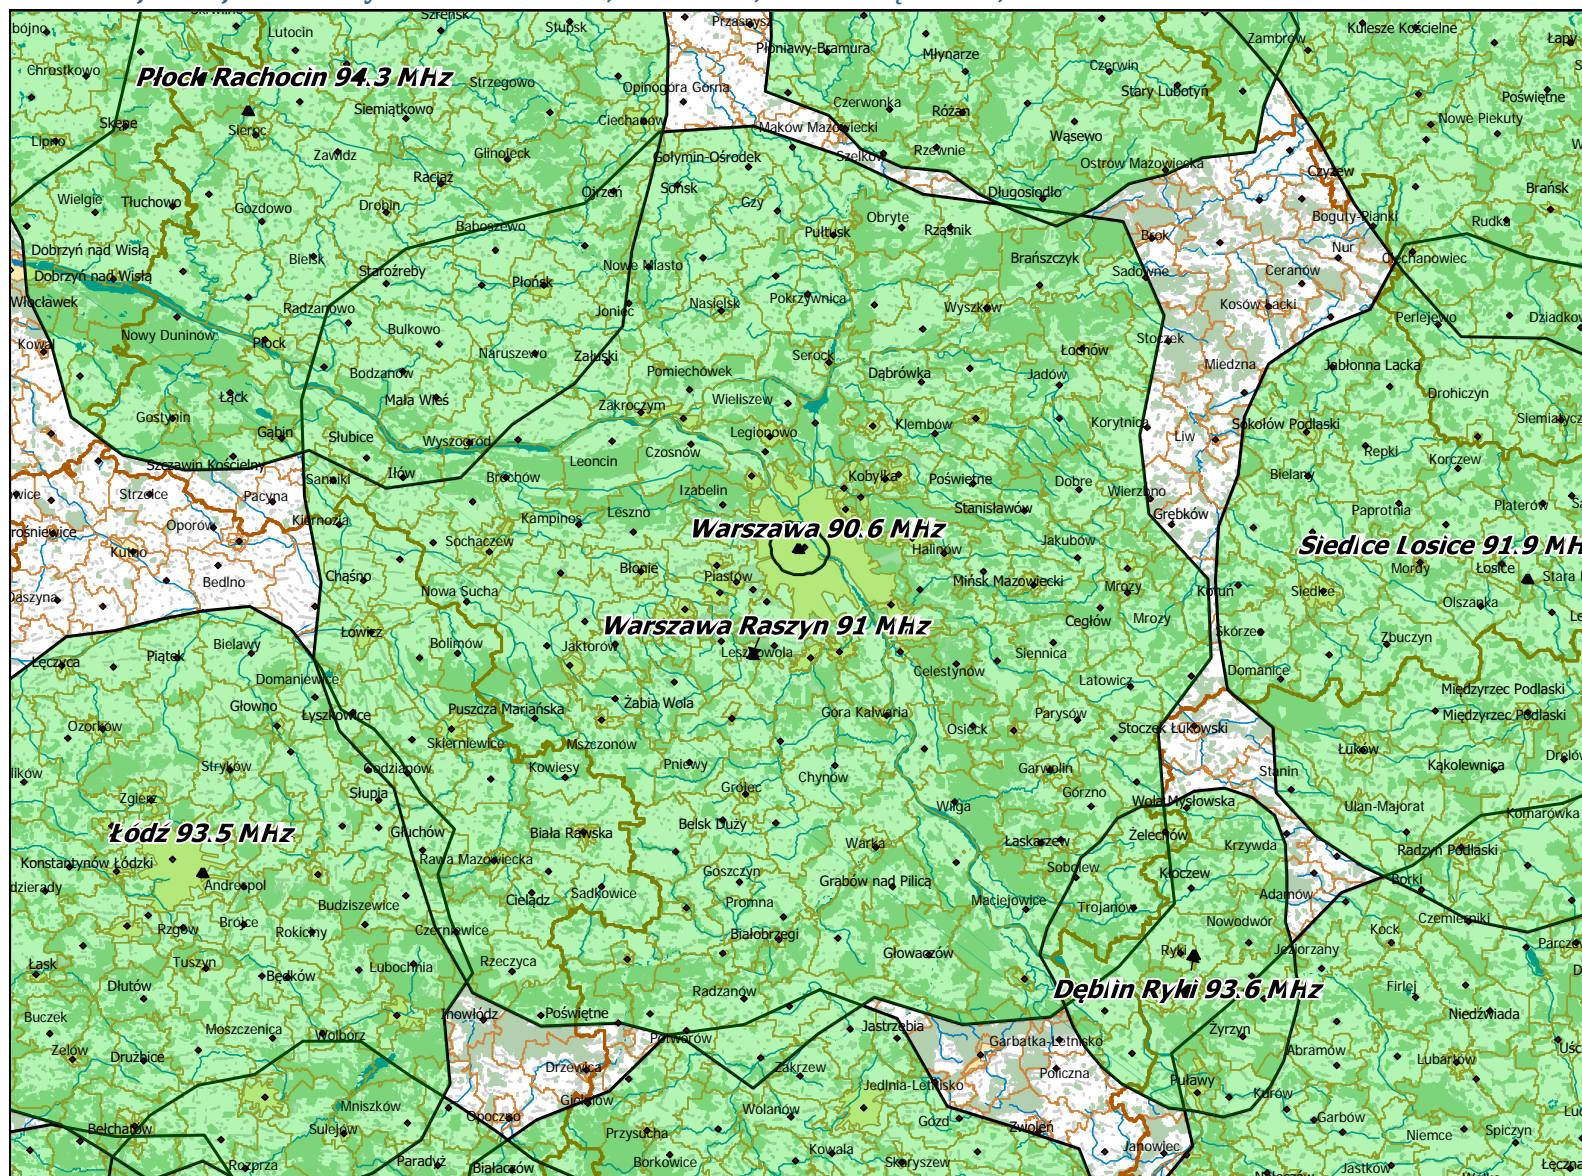 Lutocin
Szreńsk
Stupsk
Przasnysz
Płoniawy-Bramura
Młynarze
Zambrów
Kulesze Kościelne
Łapy
Chrostkowo
Płock Rachocin 94.3 MHz
Strzegowo
Opinogóra Górna
Czerwin
Stary Lubotyń
Poświętne
Siemiątkowo
Czerwonka
Różan
Nowe Piekuty
Skępe
Sierpc
Ciechanów
Maków Mazowiecki
Wąsewo
Lipno
Zawidz
Glinojeck
Gołymin-Ośrodek
Szelków
Rzewnie
Ostrów Mazowiecka
Czyżew
Raciąż
Ojrzeń
Sońsk
Długosiodło
Brańsk
Wielgie
Tłuchowo
Gozdowo
Drobin
Gzy
Obryte
Boguty-Pianki
Rudka
Baboszewo
Pułtusk
Rząśnik
Brok
Nur
Dobrzyń nad Wisłą
Bielsk
Staroźreby
Nowe Miasto
Brańszczyk
Sadowne
Ceranów
Ciechanowiec
Dobrzyń nad Wisłą
Płońsk
Włocławek
Radzanowo
Joniec
Nasielsk
Pokrzywnica
Wyszków
Kosów Lacki
Perlejewo
Nowy Duninów
Bulkowo
Stoczek
Kowal
Płock
Naruszewo
Załuski
Serock
Łochów
Miedzna
Jabłonna Lacka
Bodzanów
Pomiechówek
Dąbrówka
Jadów
Łąck
Mała Wieś
Zakroczym
Wieliszew
Drohiczyn
Gostynin
Gąbin
Słubice
Wyszogród
Legionowo
Klembów
Korytnica
Liw
Sokołów Podlaski
Czosnów
Repki
Korczew
Szczawin Kościelny
Sanniki
Iłów
Brochów
Leoncin
Kobyłka
Poświętne
Dobre
Bielany
Strzelce
Pacyna
Izabelin
Wierzbno
Paprotnia
Platerów
Kiernozia
Kampinos
Leszno
Stanisławów
Grębków
Oporów
Warszawa 90.6 MHz
Kutno
Sochaczew
Halinów
Jakubów
Siedlce Losice 91.9 MH
Bedlno
Chąśno
Błonie
Piastów
Mińsk Mazowiecki
Mrozy
Kotuń
Siedlce
Mordy
Łosice
Nowa Sucha
Olszanka
Warszawa Raszyn 91 MHz
Cegłów
Mrozy
Skórzec
Zbuczyn
Łowicz
Bolimów
Jaktorów
Lesznowola
Siennica
Łęczyca
Piątek
Bielawy
Domaniewice
Celestynów
Latowicz
Domanice
Międzyrzec Podlaski
Głowno
Łyszkowice
Puszcza Mariańska
Żabia Wola
Góra Kalwaria
Parysów
Międzyrzec Podlaski
Ozorków
Osieck
Stoczek Łukowski
Skierniewice
Mszczonów
Łuków
Stryków
Godzianów
Kowiesy
Pniewy
Chynów
Garwolin
Stanin
Kąkolewnica
Zgierz
Słupia
Grójec
Górzno
Wola Mysłowska
Ulan-Majorat
Łódź 93.5 MHz
Głuchów
Biała Rawska
Belsk Duży
Wilga
Komarówka
Konstantynów Łódzki
Rawa Mazowiecka
Warka
Łaskarzew
Żelechów
Krzywda
Radzyń Podlaski
Andrespol
Goszczyn
Grabów nad Pilicą
Sobolew
Kłoczew
Adamów
Borki
Budziszewice
Cielądz
Sadkowice
Promna
Maciejowice
Trojanów
Nowodwór
Czemierniki
Rzgów
Brójce
Rokiciny
Czerniewice
Białobrzegi
Ryki
Jeziorzany
Kock
Łask
Tuszyn
Będków
Lubochnia
Rzeczyca
Głowaczów
Dłutów
Radzanów
Dęblin Ryki 93.6 MHz
Firlej
Buczek
Moszczenica
Wolbórz
Inowłódz
Poświętne
Jastrzębia
Żyrzyn
Niedźwiada
Zelów
Drużbice
Potworów
Garbatka-Letnisko
Abramów
Lubartów
Drzewica
Zakrzew
Jedlnia-Letnisko
Policzna
Puławy
Kurów
Mniszków
Opoczno
Gielniów
Wolanów
Gózd
Zwoleń
Garbów
Bełchatów
Sulejów
Przysucha
Niemce
Spiczyn
Rozprza
Paradyż
Białaczów
Borkowice
Kowala
Skaryszew
Janowiec
Jastków